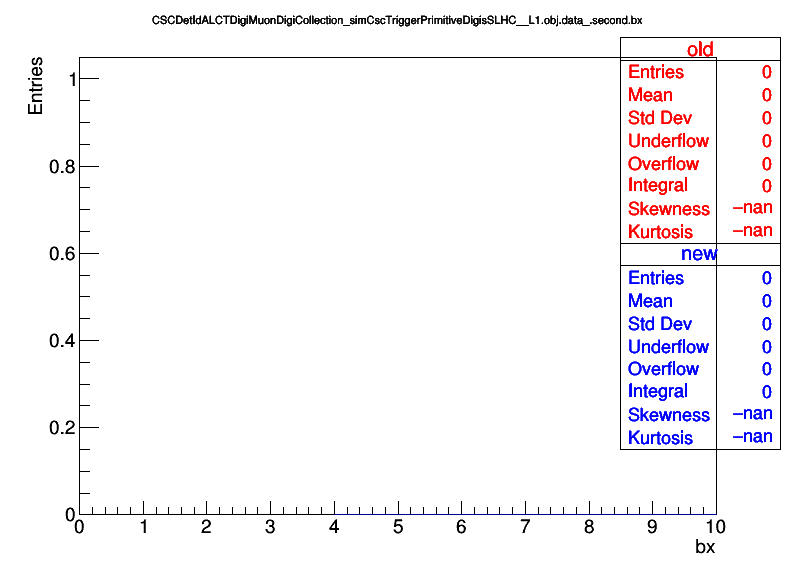 CSCDetIdALCTDigiMuonDigiCollection_simCscTriggerPrimitiveDigisSLHC__L1.obj.data_.second.bx
old
Entries 0
Mean 0
Std Dev 0
Underflow 0
Overflow 0
Integral 0
Skewness −nan
Kurtosis −nan
new
Entries 0
Mean 0
Std Dev 0
Underflow 0
Overflow 0
Integral 0
Skewness −nan
Kurtosis −nan
Entries
1
0.8
0.6
0.4
0.2
0
0 1 2 3 4 5 6 7 8 9 10
bx